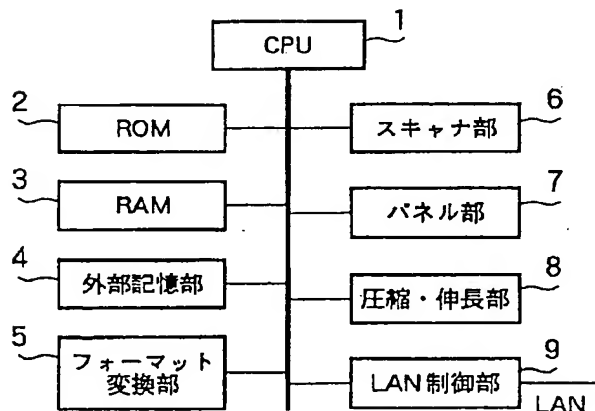 1
CPU
2
ROM
3
RAM
4
外部記憶部
5
フォーマット
変換部
6
スキャナ部
7
パネル部
8
圧縮・伸長部
9
LAN制御部
LAN